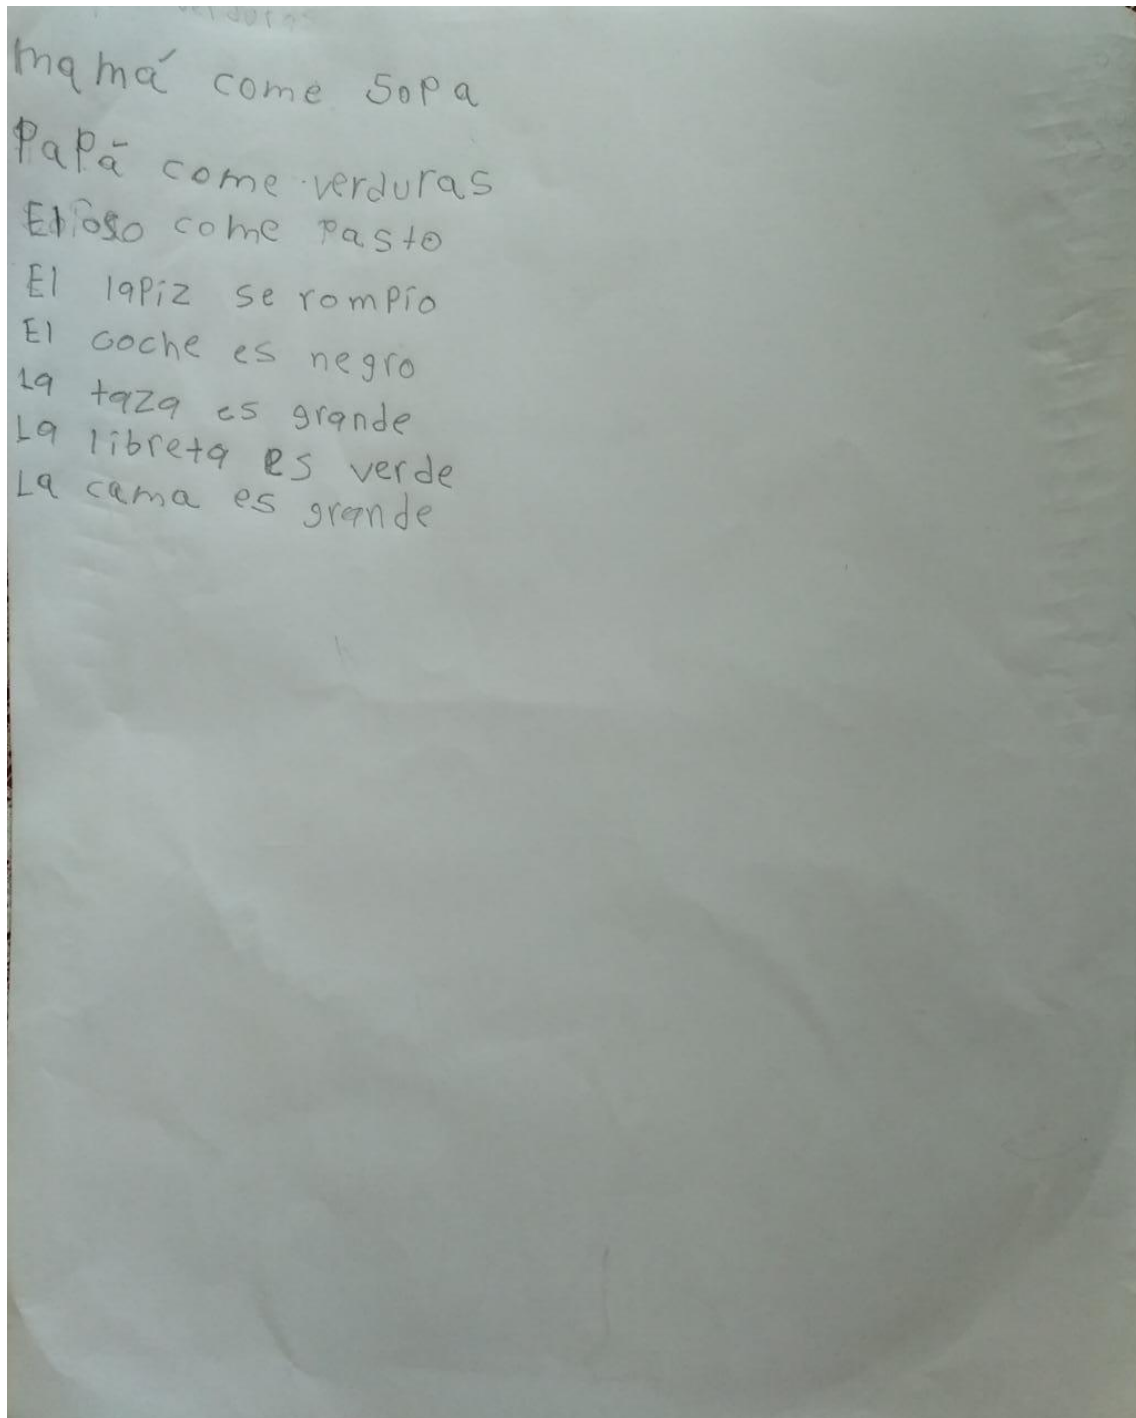 mamá come sopa
PaPá come verduras
El oso come Pasto
El lapiz se rompio
El coche es negro
La taza es grande
La libreta es verde
La cama es grande